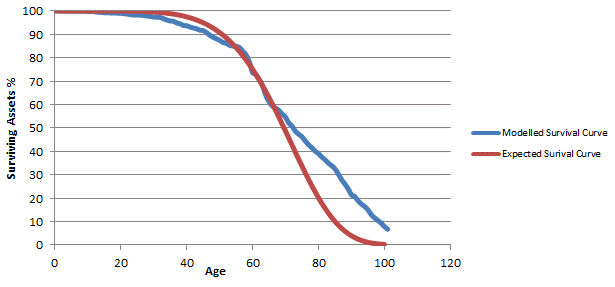 100
90
80
70
60
50
40
30
20
10
0
Surviving Assets %
0 20 40 60 80 100 120
Age
Modelled Survival Curve
Expected Surival Curve